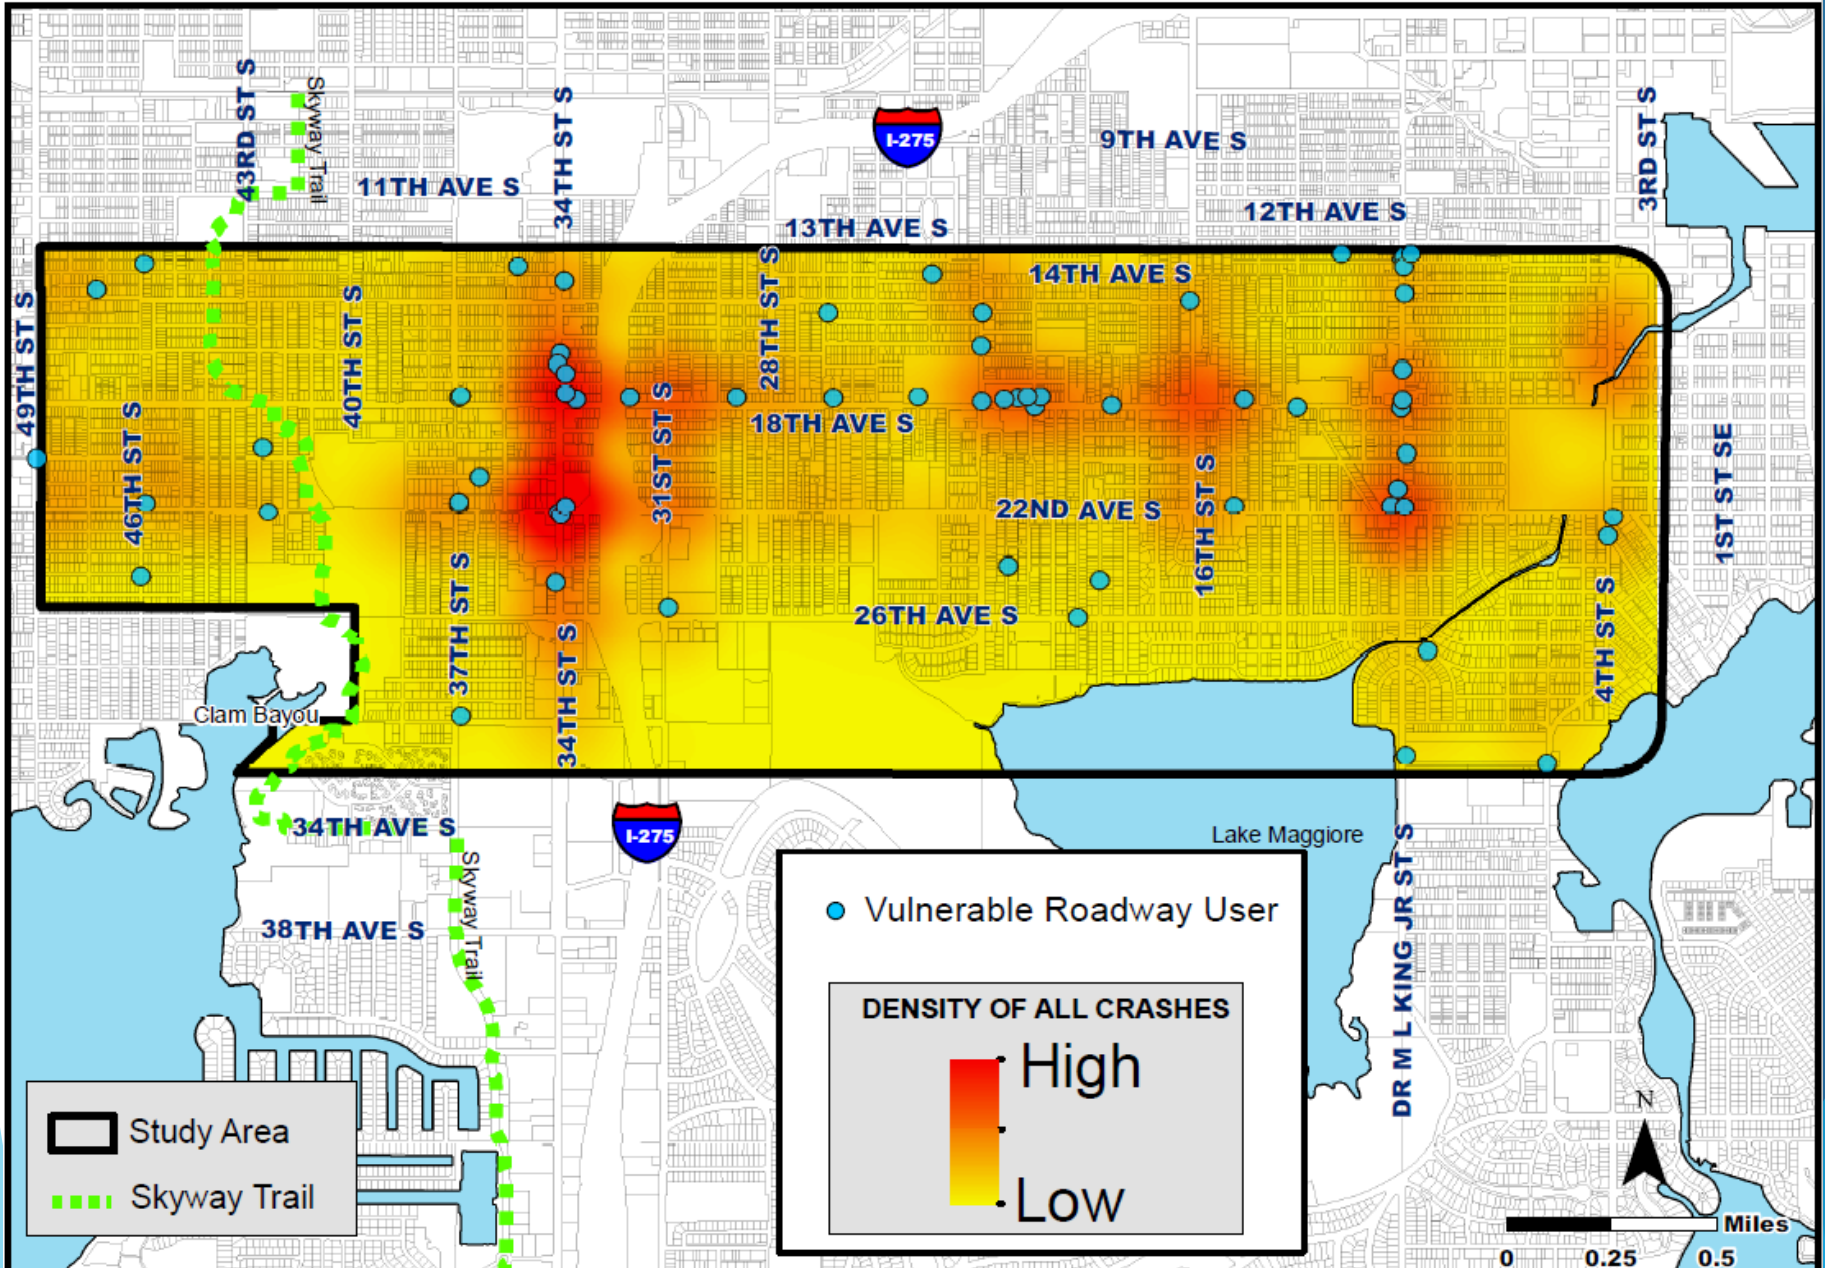 43RD ST S
Skyway Trail
34TH ST S
I-275
9TH AVE S
3RD ST S
11TH AVE S
12TH AVE S
13TH AVE S
14TH AVE S
28TH ST S
49TH ST S
40TH ST S
46TH ST S
31ST ST S
18TH AVE S
22ND AVE S
16TH ST S
1ST ST SE
37TH ST S
34TH ST S
26TH AVE S
4TH ST S
Clam Bayou
34TH AVE S
I-275
Lake Maggiore
DR M L KING JR ST S
Skyway Trail
38TH AVE S
Vulnerable Roadway User
DENSITY OF ALL CRASHES
High
Low
Study Area
Skyway Trail
N
Miles
0 0.25 0.5